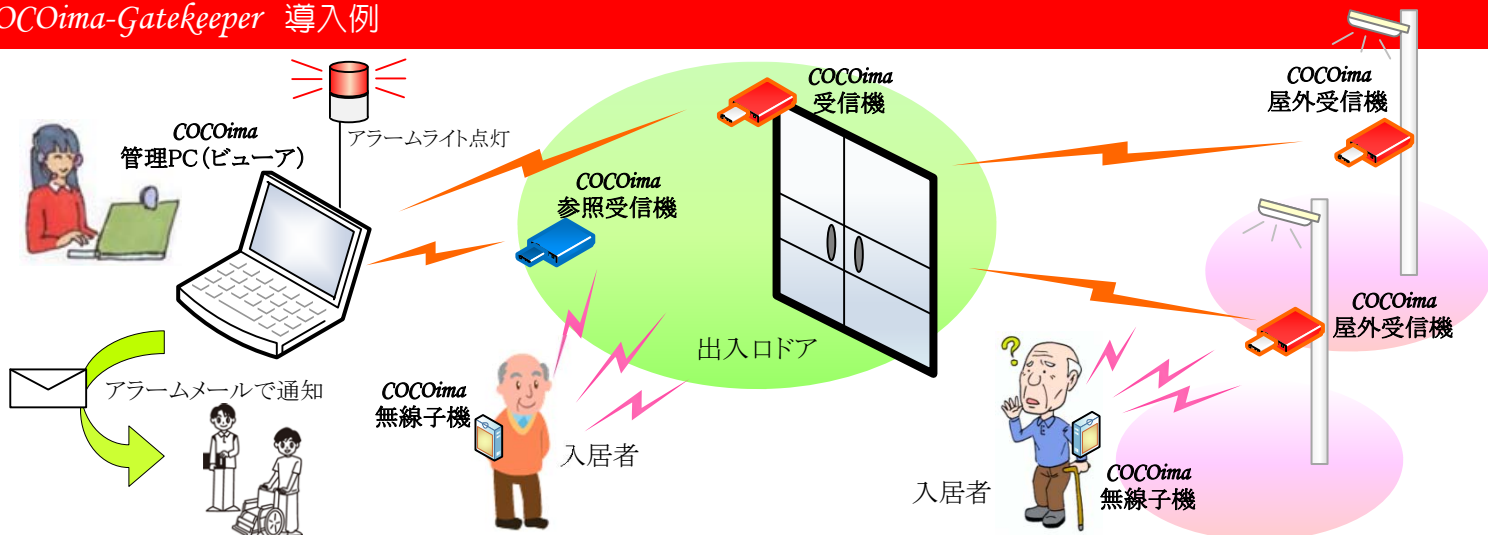 COCOima-Gatekeeper 導入例
COCOima
管理PC（ビューア）
アラームライト点灯
COCOima
受信機
COCOima
参照受信機
COCOima
屋外受信機
COCOima
屋外受信機
出入口ドア
アラームメールで通知
COCOima
無線子機
入居者
?
入居者
COCOima
無線子機